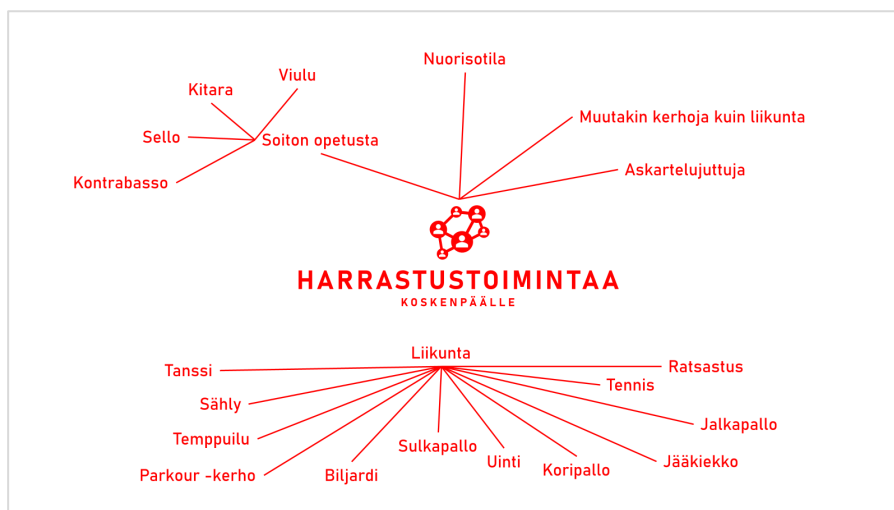 Nuorisotila
Viulu
Kitara
Muutakin kerhoja kuin liikunta
Sello
Soiton opetusta
Askartelujuttuja
Kontrabasso
HARRASTUSTOIMINTAA
KOSKENPÄÄLLE
Liikunta
Tanssi
Ratsastus
Tennis
Sähly
Jalkapallo
Temppuilu
Sulkapallo
Uinti
Jääkiekko
Koripallo
Parkour -kerho
Biljardi